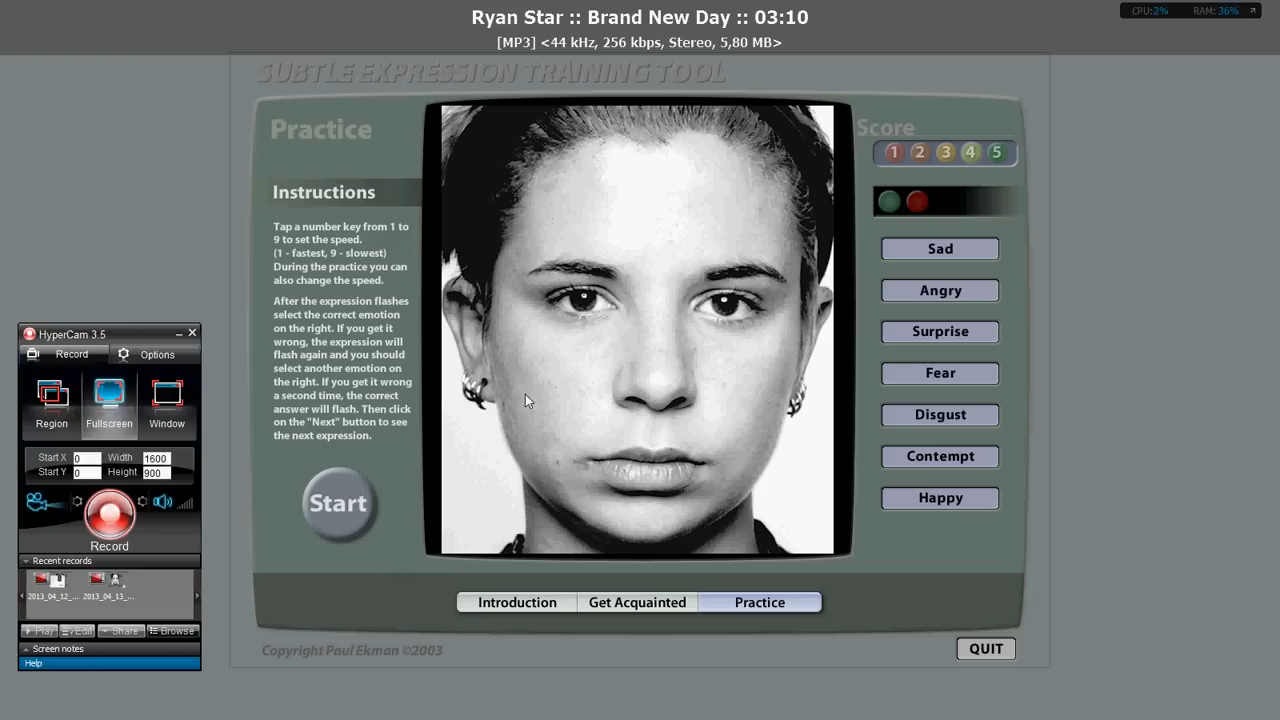 Ryan Star :: Brand New Day :: 03:10
[MP3] <44 kHz, 256 kbps, Stereo, 5,80 MB>
CPU:2% RAM: 36%
SUBTLE EXPRESSION TRAINING TOOL
Practice
Instructions
Tap a number key from 1 to
9 to set the speed.
(1 - fastest, 9 - slowest)
During the practice you can
also change the speed.
After the expression flashes
select the correct emotion
on the right. If you get it
wrong, the expression will
flash again and you should
select another emotion on
the right. If you get it wrong
a second time, the correct
answer will flash. Then click
on the "Next" button to see
the next expression.
Start
Score
1 2 3 4 5
Sad
Angry
Surprise
Fear
Disgust
Contempt
Happy
Introduction Get Acquainted Practice
Copyright Paul Ekman ©2003
QUIT
HyperCam 3.5
Record Options
Region Fullscreen Window
Start X 0 Width 1600
Start Y 0 Height 900
Record
Recent records
2013_04_12_... 2013_04_13_...
Play Edit Share Browse
Screen notes
Help